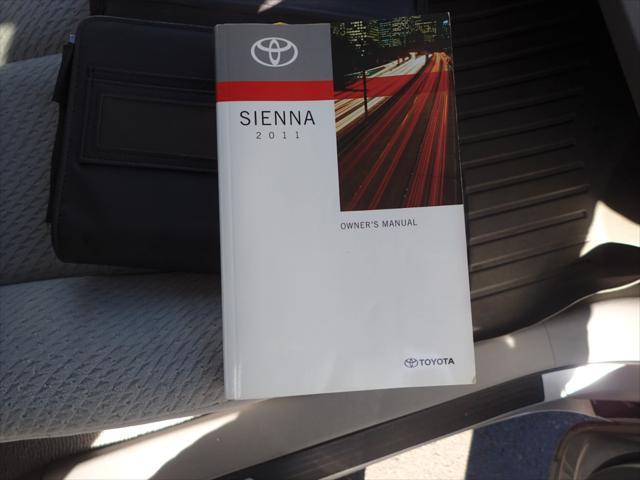 SIENNA
2011
OWNER'S MANUAL
TOYOTA